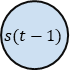 s(t − 1)